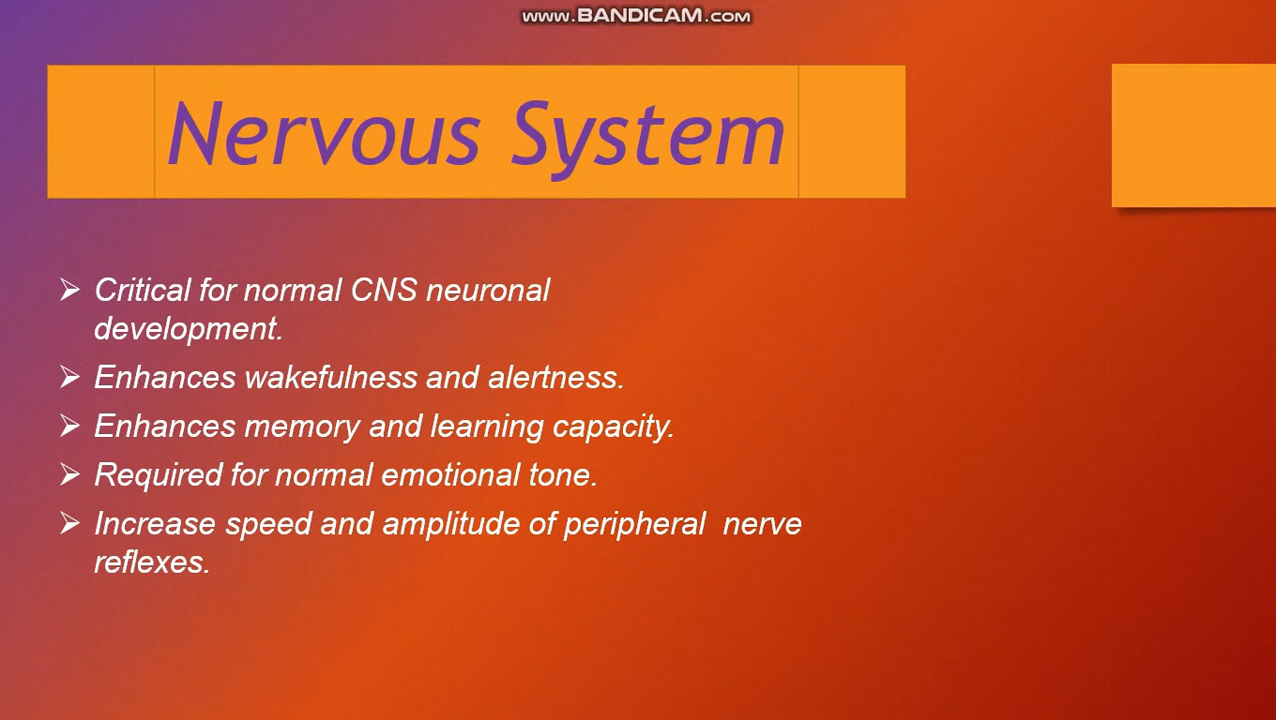 www.BANDICAM.com
Nervous System
➢ Critical for normal CNS neuronal
development.
➢ Enhances wakefulness and alertness.
➢ Enhances memory and learning capacity.
➢ Required for normal emotional tone.
➢ Increase speed and amplitude of peripheral  nerve
reflexes.